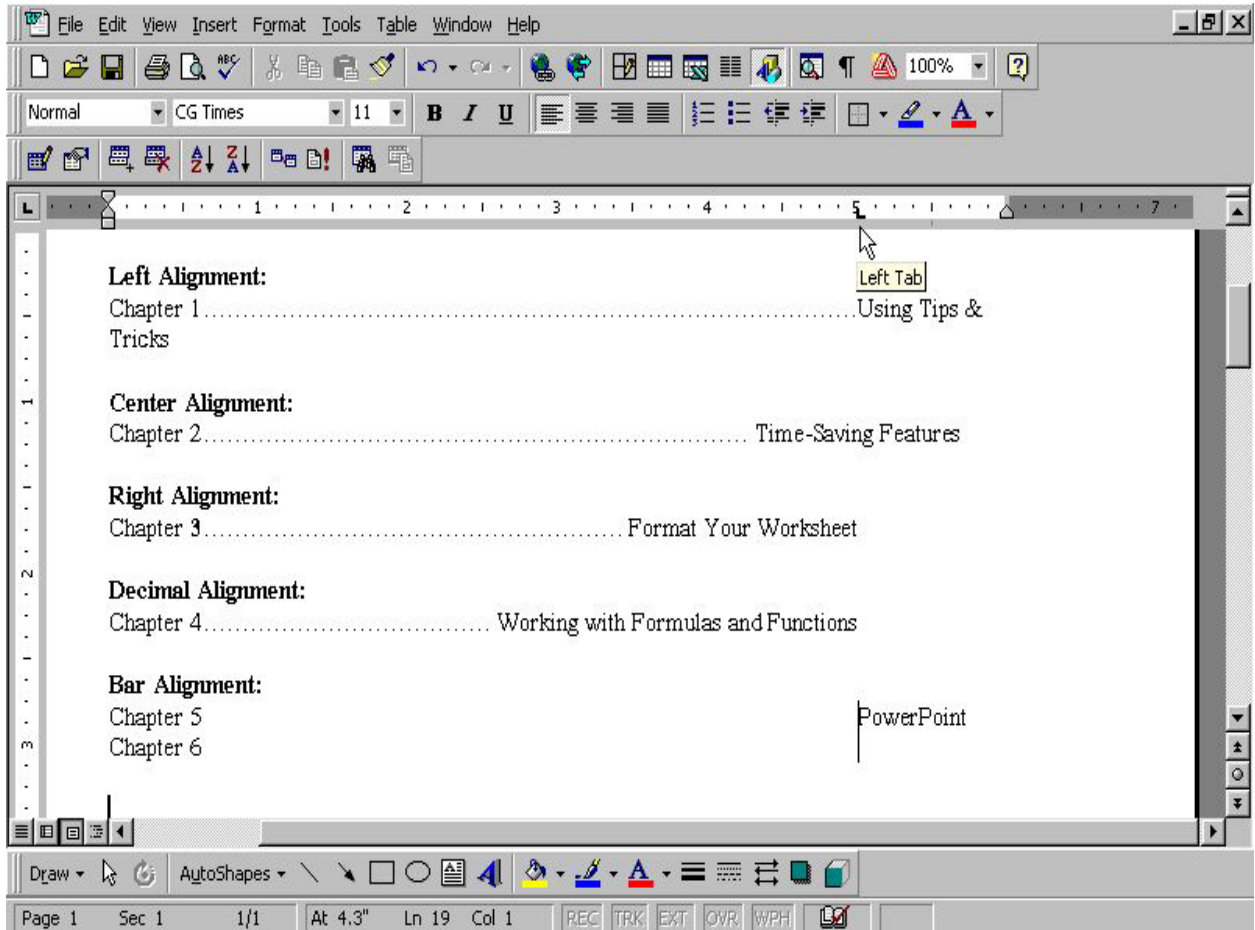 File Edit View Insert Format Tools Table Window Help
ABC 100%
Normal CG Times 11 B I U A
L 1 2 3 4 5 7
Left Tab
Left Alignment:
Chapter 1................................Using Tips &
Tricks
Center Alignment:
Chapter 2................................ Time-Saving Features
Right Alignment:
Chapter 3................................ Format Your Worksheet
Decimal Alignment:
Chapter 4................................ Working with Formulas and Functions
Bar Alignment:
Chapter 5 PowerPoint
Chapter 6
1
2
3
Draw AutoShapes A
Page 1 Sec 1 1/1 At 4.3" Ln 19 Col 1 REC TRK EXT OVR WPH